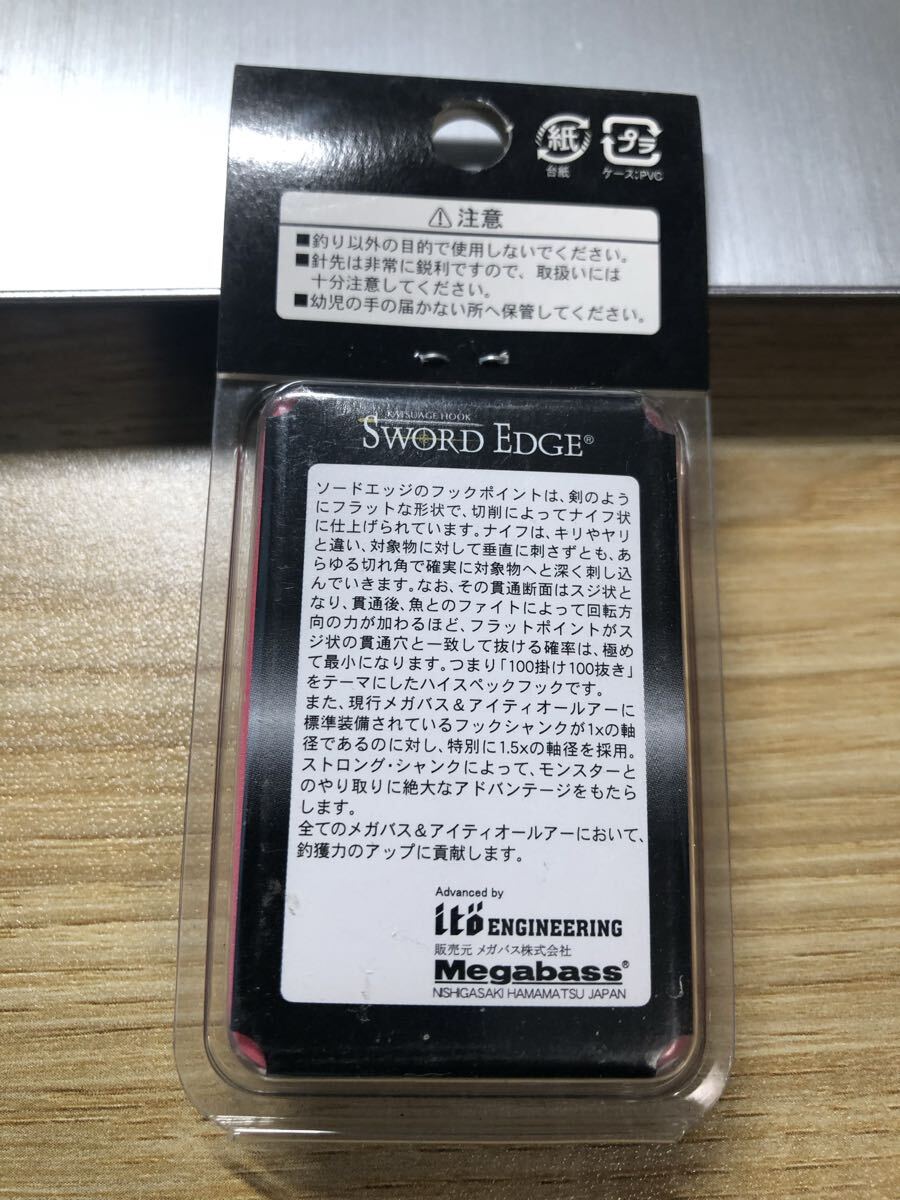 紙
台紙
プラ
ケース:PVC
⚠注意
■釣り以外の目的で使用しないでください。
■針先は非常に鋭利ですので、取扱いには
十分注意してください。
■幼児の手の届かない所へ保管してください。
KATSUAGE HOOK
SWORD EDGE®
ソードエッジのフックポイントは、剣のよう
にフラットな形状で、切削によってナイフ状
に仕上げられています。ナイフは、キリやヤリ
と違い、対象物に対して垂直に刺さずとも、あ
らゆる切れ角で確実に対象物へと深く刺し込
んでいきます。なお、その貫通断面はスジ状と
なり、貫通後、魚とのファイトによって回転方
向の力が加わるほど、フラットポイントがス
ジ状の貫通穴と一致して抜ける確率は、極め
て最小になります。つまり「100掛け100抜き」
をテーマにしたハイスペックフックです。
また、現行メガバス＆アイティオールアーに
標準装備されているフックシャンクが1xの軸
径であるのに対し、特別に1.5xの軸径を採用。
ストロング・シャンクによって、モンスターと
のやり取りに絶大なアドバンテージをもたら
します。
全てのメガバス＆アイティオールアーにおいて、
釣獲力のアップに貢献します。
Advanced by
itö ENGINEERING
販売元 メガバス株式会社
Megabass®
NISHIGASAKI HAMAMATSU JAPAN